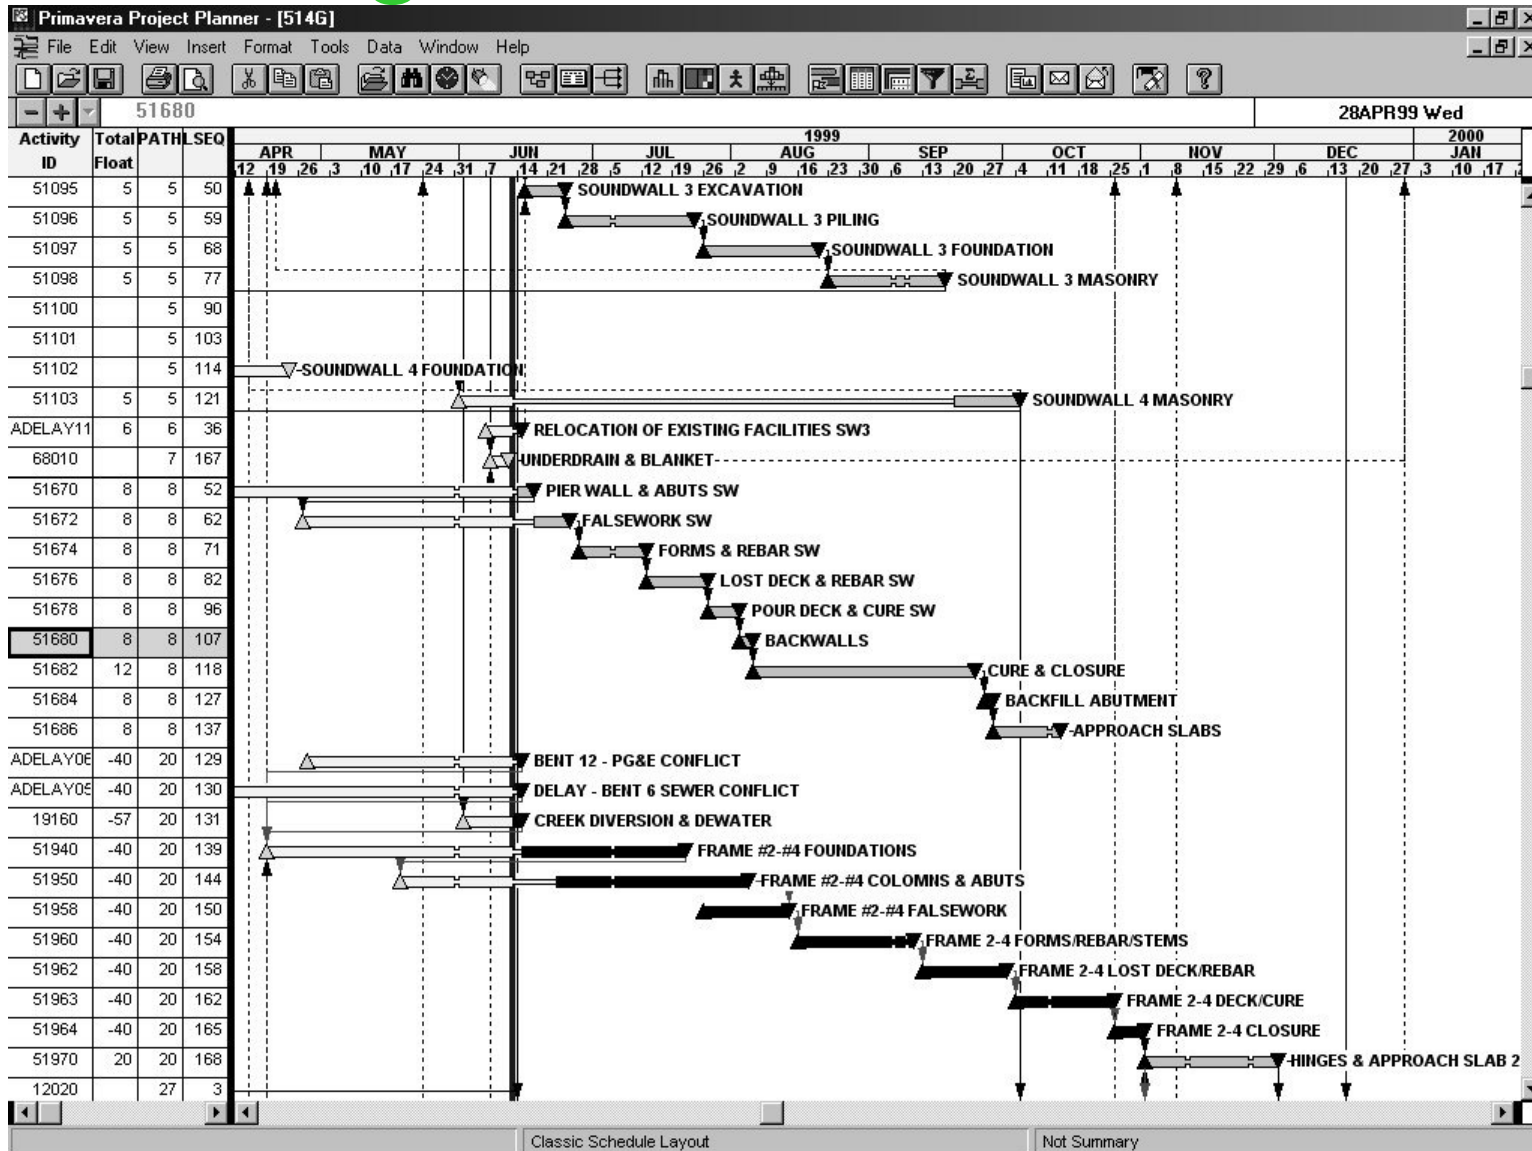 Primavera Project Planner - [514G]
File Edit View Insert Format Tools Data Window Help
51680 28APR99 Wed
Activity ID Total Float PATH LSEQ
1999 2000
APR MAY JUN JUL AUG SEP OCT NOV DEC JAN
12 19 26 3 10 17 24 31 7 14 21 28 5 12 19 26 2 9 16 23 30 6 13 20 27 4 11 18 25 1 8 15 22 29 6 13 20 27 3 10 17
51095 5 5 50 SOUNDWALL 3 EXCAVATION
51096 5 5 59 SOUNDWALL 3 PILING
51097 5 5 68 SOUNDWALL 3 FOUNDATION
51098 5 5 77 SOUNDWALL 3 MASONRY
51100 5 90
51101 5 103
51102 5 114 SOUNDWALL 4 FOUNDATION
51103 5 5 121 SOUNDWALL 4 MASONRY
ADELAY11 6 6 36 RELOCATION OF EXISTING FACILITIES SW3
68010 7 167 UNDERDRAIN & BLANKET
51670 8 8 52 PIER WALL & ABUTS SW
51672 8 8 62 FALSEWORK SW
51674 8 8 71 FORMS & REBAR SW
51676 8 8 82 LOST DECK & REBAR SW
51678 8 8 96 POUR DECK & CURE SW
51680 8 8 107 BACKWALLS
51682 12 8 118 CURE & CLOSURE
51684 8 8 127 BACKFILL ABUTMENT
51686 8 8 137 APPROACH SLABS
ADELAY06 -40 20 129 BENT 12 - PG&E CONFLICT
ADELAY05 -40 20 130 DELAY - BENT 6 SEWER CONFLICT
19160 -57 20 131 CREEK DIVERSION & DEWATER
51940 -40 20 139 FRAME #2-#4 FOUNDATIONS
51950 -40 20 144 FRAME #2-#4 COLOMNS & ABUTS
51958 -40 20 150 FRAME #2-#4 FALSEWORK
51960 -40 20 154 FRAME 2-4 FORMS/REBAR/STEMS
51962 -40 20 158 FRAME 2-4 LOST DECK/REBAR
51963 -40 20 162 FRAME 2-4 DECK/CURE
51964 -40 20 165 FRAME 2-4 CLOSURE
51970 20 20 168 HINGES & APPROACH SLAB 2
12020 27 3
Classic Schedule Layout Not Summary